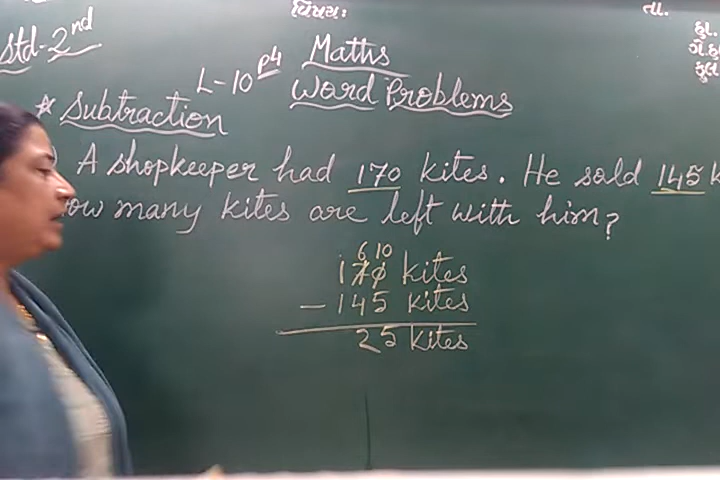 વિષય:
તા.
Std-2nd
L-10 P4
Maths
Word Problems
* Subtraction
A shopkeeper had 170 kites. He sold 145 k
ow many kites are left with him?
6 10
170 kites
- 145 kites
25 kites